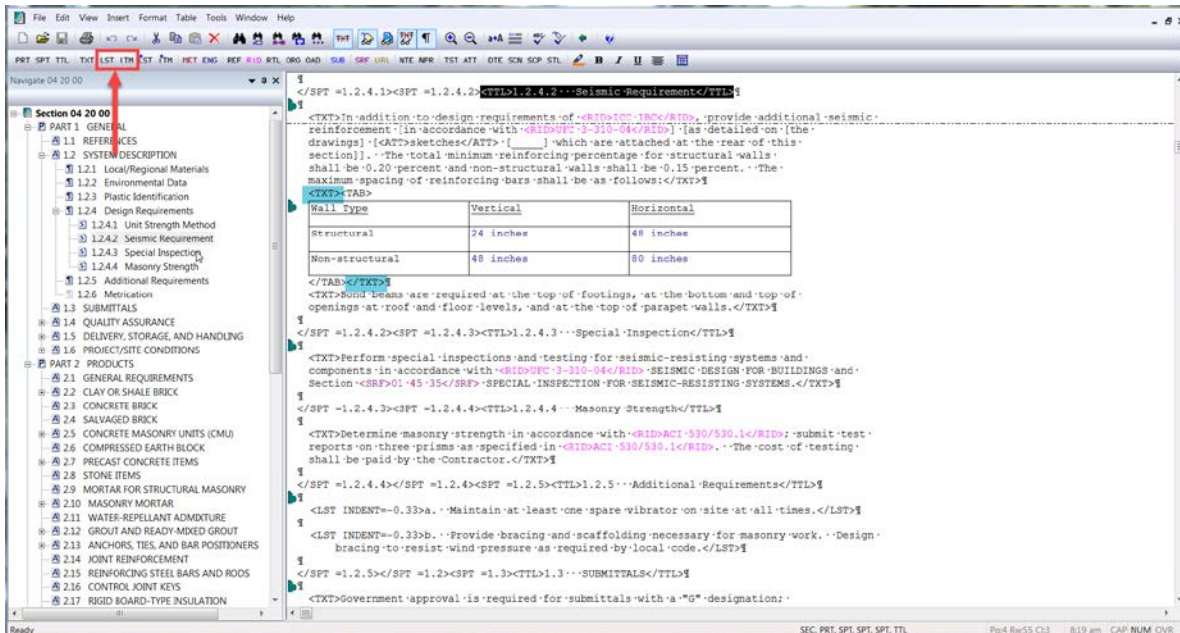 File Edit View Insert Format Table Tools Window Help
PRT SPT TTL TXT LST ITM LST ITM MET ENG REF RID RTL ORG OAD SUB SRF URL NTE NPR TST ATT DTE SCN SCP STL B I U
Navigate 04 20 00
Section 04 20 00
PART 1 GENERAL
1.1 REFERENCES
1.2 SYSTEM DESCRIPTION
1.2.1 Local/Regional Materials
1.2.2 Environmental Data
1.2.3 Plastic Identification
1.2.4 Design Requirements
1.2.4.1 Unit Strength Method
1.2.4.2 Seismic Requirement
1.2.4.3 Special Inspection
1.2.4.4 Masonry Strength
1.2.5 Additional Requirements
1.2.6 Metrication
1.3 SUBMITTALS
1.4 QUALITY ASSURANCE
1.5 DELIVERY, STORAGE, AND HANDLING
1.6 PROJECT/SITE CONDITIONS
PART 2 PRODUCTS
2.1 GENERAL REQUIREMENTS
2.2 CLAY OR SHALE BRICK
2.3 CONCRETE BRICK
2.4 SALVAGED BRICK
2.5 CONCRETE MASONRY UNITS (CMU)
2.6 COMPRESSED EARTH BLOCK
2.7 PRECAST CONCRETE ITEMS
2.8 STONE ITEMS
2.9 MORTAR FOR STRUCTURAL MASONRY
2.10 MASONRY MORTAR
2.11 WATER-REPELLANT ADMIXTURE
2.12 GROUT AND READY-MIXED GROUT
2.13 ANCHORS, TIES, AND BAR POSITIONERS
2.14 JOINT REINFORCEMENT
2.15 REINFORCING STEEL BARS AND RODS
2.16 CONTROL JOINT KEYS
2.17 RIGID BOARD-TYPE INSULATION
¶
</SPT =1.2.4.1><SPT =1.2.4.2><TTL>1.2.4.2···Seismic·Requirement</TTL>¶
¶
<TXT>In·addition·to·design·requirements·of·<RID>ICC·IBC</RID>,·provide·additional·seismic·
reinforcement·[in·accordance·with·<RID>UFC·3-310-04</RID>]·[as·detailed·on·[the·
drawings]·[<ATT>sketches</ATT>·[_____]·which·are·attached·at·the·rear·of·this·
section]].··The·total·minimum·reinforcing·percentage·for·structural·walls·
shall·be·0.20·percent·and·non-structural·walls·shall·be·0.15·percent.··The·
maximum·spacing·of·reinforcing·bars·shall·be·as·follows:</TXT>¶
<TXT><TAB>
Wall Type Vertical Horizontal
Structural 24 inches 48 inches
Non-structural 48 inches 80 inches
</TAB></TXT>¶
<TXT>Bond·beams·are·required·at·the·top·of·footings,·at·the·bottom·and·top·of·
openings·at·roof·and·floor·levels,·and·at·the·top·of·parapet·walls.</TXT>¶
¶
</SPT =1.2.4.2><SPT =1.2.4.3><TTL>1.2.4.3···Special·Inspection</TTL>¶
¶
<TXT>Perform·special·inspections·and·testing·for·seismic-resisting·systems·and·
components·in·accordance·with·<RID>UFC·3-310-04</RID>·SEISMIC·DESIGN·FOR·BUILDINGS·and·
Section·<SRF>01·45·35</SRF>·SPECIAL·INSPECTION·FOR·SEISMIC-RESISTING·SYSTEMS.</TXT>¶
¶
</SPT =1.2.4.3><SPT =1.2.4.4><TTL>1.2.4.4···Masonry·Strength</TTL>¶
¶
<TXT>Determine·masonry·strength·in·accordance·with·<RID>ACI·530/530.1</RID>;·submit·test·
reports·on·three·prisms·as·specified·in·<RID>ACI·530/530.1</RID>.··The·cost·of·testing·
shall·be·paid·by·the·Contractor.</TXT>¶
¶
</SPT =1.2.4.4></SPT =1.2.4><SPT =1.2.5><TTL>1.2.5···Additional·Requirements</TTL>¶
¶
<LST INDENT=-0.33>a.··Maintain·at·least·one·spare·vibrator·on·site·at·all·times.</LST>¶
¶
<LST INDENT=-0.33>b.··Provide·bracing·and·scaffolding·necessary·for·masonry·work.··Design·
bracing·to·resist·wind·pressure·as·required·by·local·code.</LST>¶
¶
</SPT =1.2.5></SPT =1.2><SPT =1.3><TTL>1.3···SUBMITTALS</TTL>¶
¶
<TXT>Government·approval·is·required·for·submittals·with·a·"G"·designation;·
Ready SEC, PRT, SPT, SPT, SPT, TTL Po:4 Rw:55 Cl:3 8:19 am CAP NUM OVR